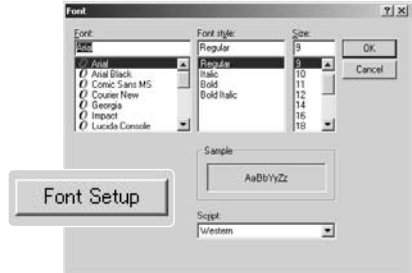 Font
Font: Font style: Size:
Arial Regular 9 OK
Arial Regular 9 Cancel
Arial Black Italic 10
Comic Sans MS Bold 11
Courier New Bold Italic 12
Georgia 14
Impact 16
Lucida Console 18
Sample
AaBbYyZz
Font Setup
Script:
Western